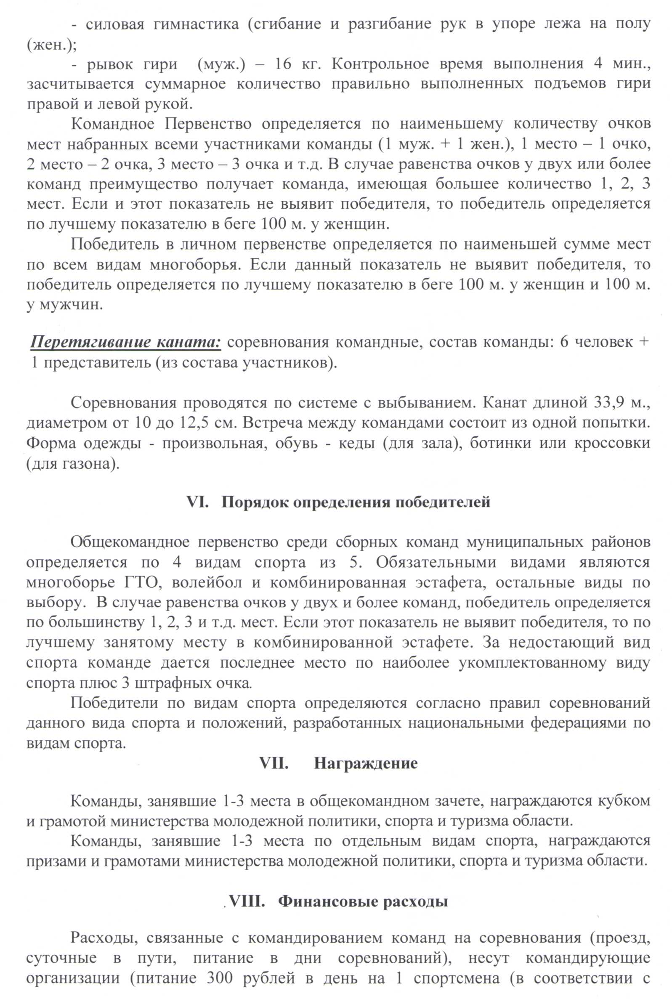 - силовая гимнастика (сгибание и разгибание рук в упоре лежа на полу
(жен.);
- рывок гири (муж.) – 16 кг. Контрольное время выполнения 4 мин.,
засчитывается суммарное количество правильно выполненных подъемов гири
правой и левой рукой.
Командное Первенство определяется по наименьшему количеству очков
мест набранных всеми участниками команды (1 муж. + 1 жен.), 1 место – 1 очко,
2 место – 2 очка, 3 место – 3 очка и т.д. В случае равенства очков у двух или более
команд преимущество получает команда, имеющая большее количество 1, 2, 3
мест. Если и этот показатель не выявит победителя, то победитель определяется
по лучшему показателю в беге 100 м. у женщин.
Победитель в личном первенстве определяется по наименьшей сумме мест
по всем видам многоборья. Если данный показатель не выявит победителя, то
победитель определяется по лучшему показателю в беге 100 м. у женщин и 100 м.
у мужчин.
Перетягивание каната: соревнования командные, состав команды: 6 человек +
1 представитель (из состава участников).
Соревнования проводятся по системе с выбыванием. Канат длиной 33,9 м.,
диаметром от 10 до 12,5 см. Встреча между командами состоит из одной попытки.
Форма одежды - произвольная, обувь - кеды (для зала), ботинки или кроссовки
(для газона).
VI. Порядок определения победителей
Общекомандное первенство среди сборных команд муниципальных районов
определяется по 4 видам спорта из 5. Обязательными видами являются
многоборье ГТО, волейбол и комбинированная эстафета, остальные виды по
выбору. В случае равенства очков у двух и более команд, победитель определяется
по большинству 1, 2, 3 и т.д. мест. Если этот показатель не выявит победителя, то по
лучшему занятому месту в комбинированной эстафете. За недостающий вид
спорта команде дается последнее место по наиболее укомплектованному виду
спорта плюс 3 штрафных очка.
Победители по видам спорта определяются согласно правил соревнований
данного вида спорта и положений, разработанных национальными федерациями по
видам спорта.
VII. Награждение
Команды, занявшие 1-3 места в общекомандном зачете, награждаются кубком
и грамотой министерства молодежной политики, спорта и туризма области.
Команды, занявшие 1-3 места по отдельным видам спорта, награждаются
призами и грамотами министерства молодежной политики, спорта и туризма области.
VIII. Финансовые расходы
Расходы, связанные с командированием команд на соревнования (проезд,
суточные в пути, питание в дни соревнований), несут командирующие
организации (питание 300 рублей в день на 1 спортсмена (в соответствии с